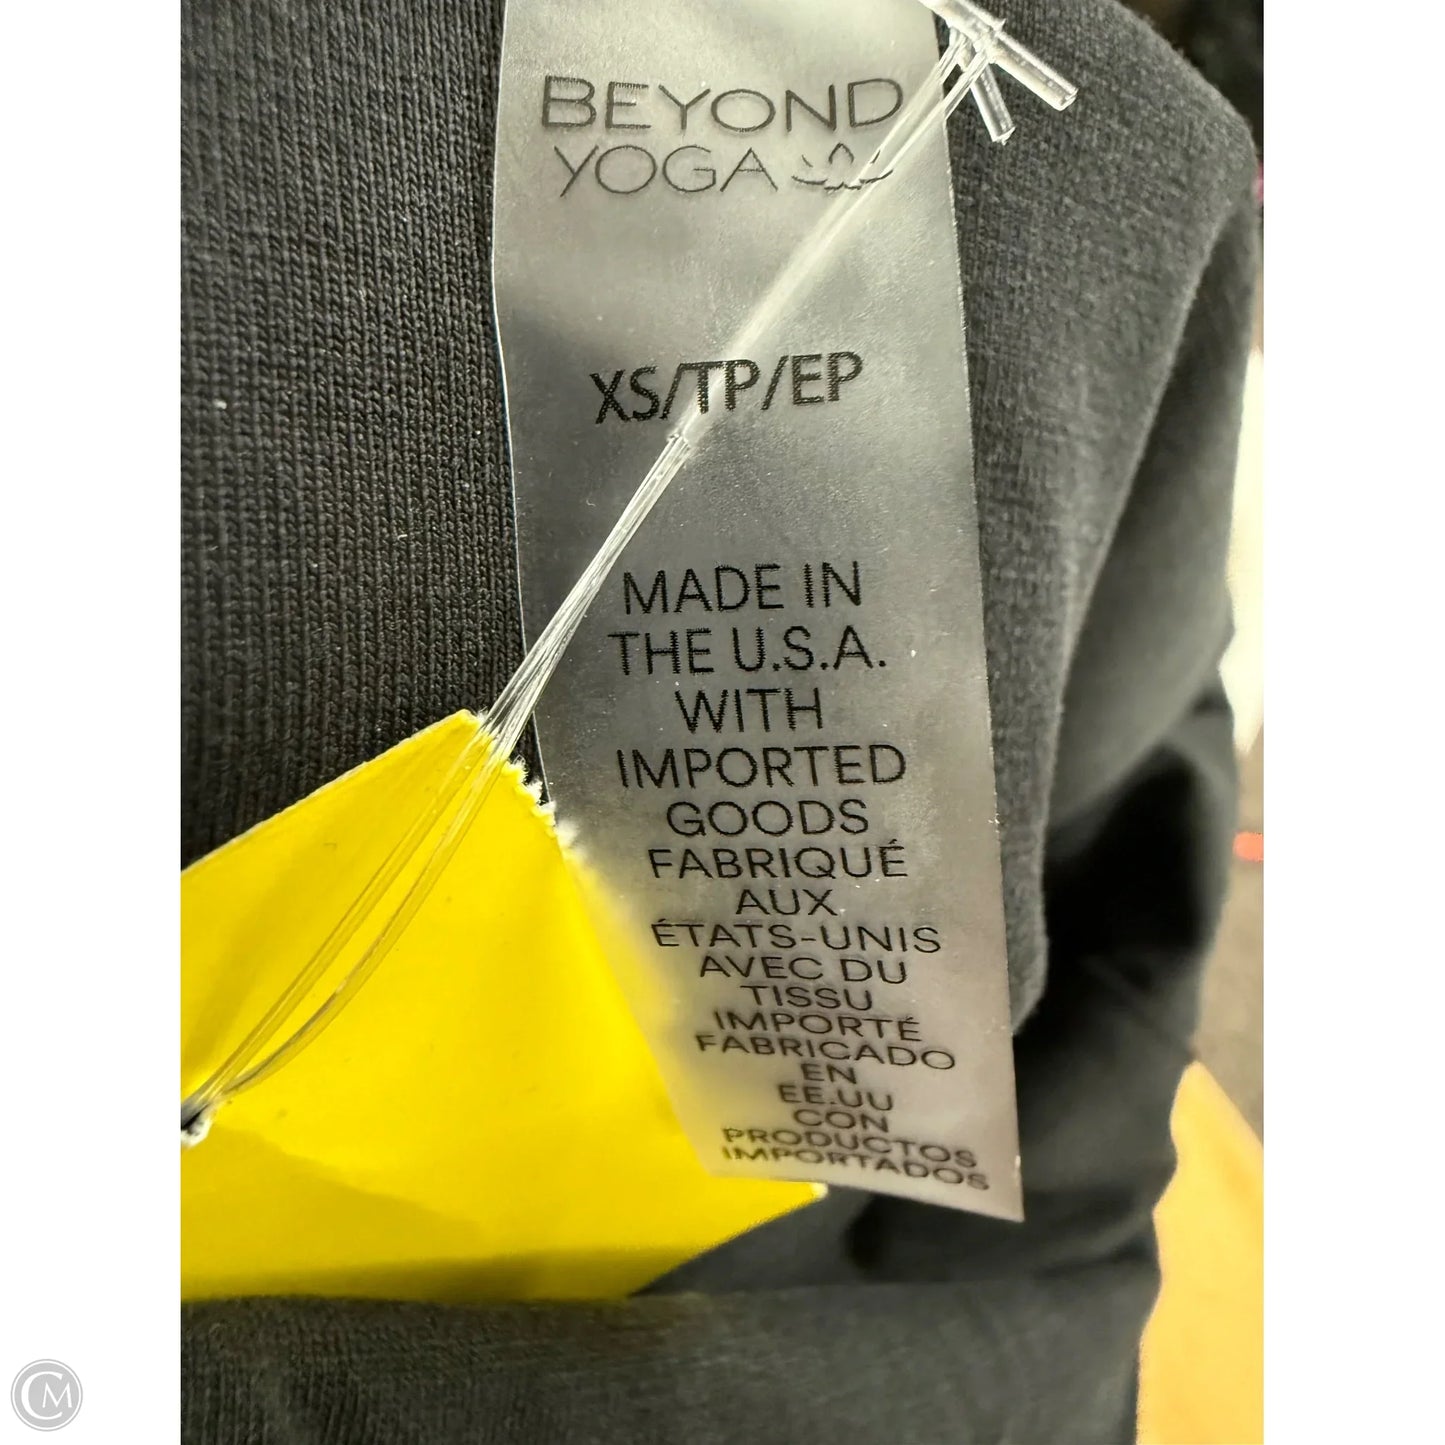 BEYOND
YOGA
XS/TP/EP
MADE IN
THE U.S.A.
WITH
IMPORTED
GOODS
FABRIQUÉ
AUX
ÉTATS-UNIS
AVEC DU
TISSU
IMPORTÉ
FABRICADO
EN
EE.UU
CON
PRODUCTOS
IMPORTADOS
CM